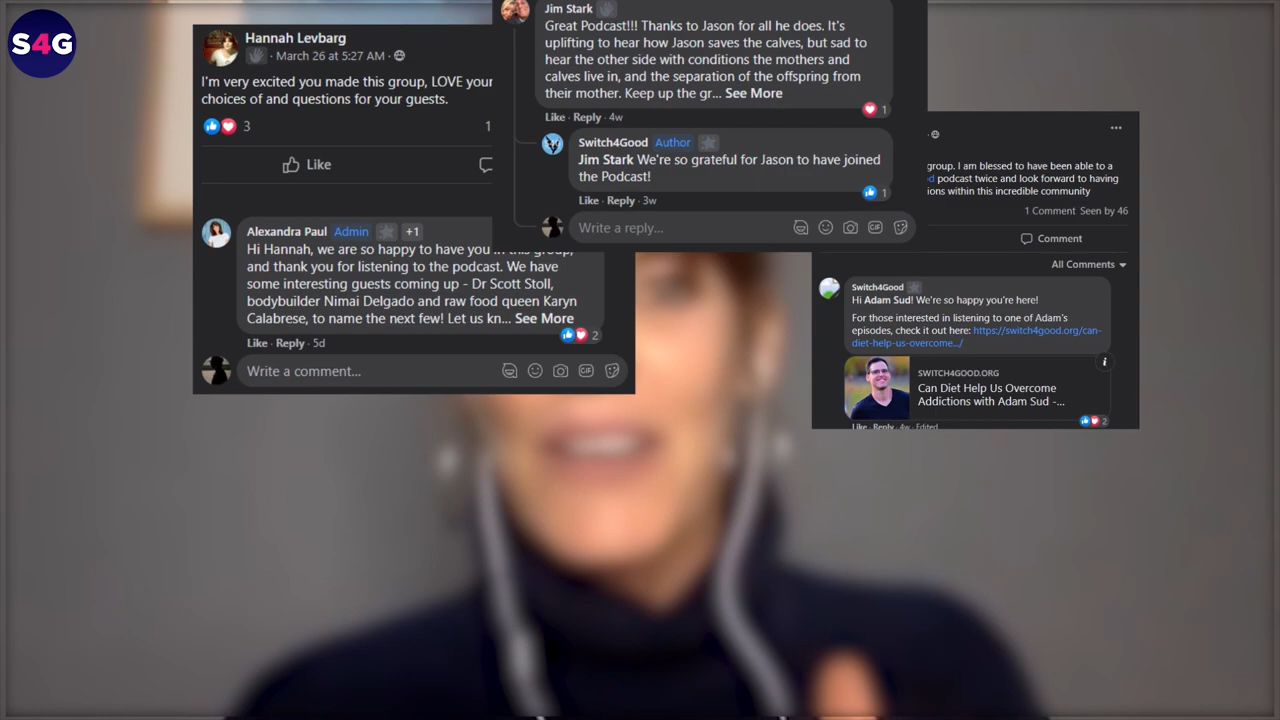 S4G
Hannah Levbarg
March 26 at 5:27 AM
I'm very excited you made this group, LOVE your
choices of and questions for your guests.
3
1
Like
Alexandra Paul Admin +1
Hi Hannah, we are so happy to have you in this group,
and thank you for listening to the podcast. We have
some interesting guests coming up - Dr Scott Stoll,
bodybuilder Nimai Delgado and raw food queen Karyn
Calabrese, to name the next few! Let us kn... See More
2
Like · Reply · 5d
Write a comment...
Jim Stark
Great Podcast!!! Thanks to Jason for all he does. It's
uplifting to hear how Jason saves the calves, but sad to
hear the other side with conditions the mothers and
calves live in, and the separation of the offspring from
their mother. Keep up the gr... See More
1
Like · Reply · 4w
Switch4Good Author
Jim Stark We're so grateful for Jason to have joined
the Podcast!
1
Like · Reply · 3w
Write a reply...
GIF
group. I am blessed to have been able to a
d podcast twice and look forward to having
ions within this incredible community
1 Comment Seen by 46
Comment
All Comments
Switch4Good
Hi Adam Sud! We're so happy you're here!
For those interested in listening to one of Adam's
episodes, check it out here: https://switch4good.org/can-
diet-help-us-overcome.../
SWITCH4GOOD.ORG
Can Diet Help Us Overcome
Addictions with Adam Sud -...
2
Like · Reply · 4w · Edited